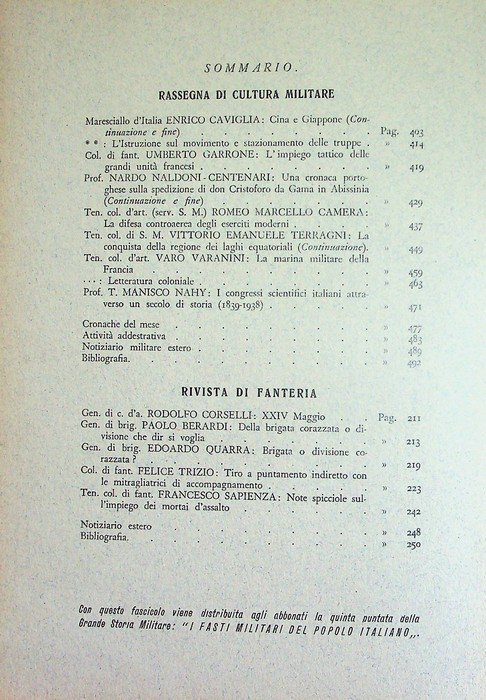 SOMMARIO.
RASSEGNA DI CULTURA MILITARE
Maresciallo d'Italia ENRICO CAVIGLIA: Cina e Giappone (Con-
tinuazione e fine) . . . . . . . Pag. 403
* * : L'Istruzione sul movimento e stazionamento delle truppe . » 414
Col. di fant. UMBERTO GARRONE: L'impiego tattico delle
grandi unità francesi . . . . . . . » 419
Prof. NARDO NALDONI-CENTENARI: Una cronaca porto-
ghese sulla spedizione di don Cristoforo da Gama in Abissinia
(Continuazione e fine) . . . . . . . » 429
Ten. col. d'art. (serv. S. M.) ROMEO MARCELLO CAMERA:
La difesa controaerea degli eserciti moderni . . . . » 437
Ten. col. di S. M. VITTORIO EMANUELE TERRAGNI: La
conquista della regione dei laghi equatoriali (Continuazione). » 449
Ten. col. d'art. VARO VARANINI: La marina militare della
Francia . . . . . . . . » 459
...: Letteratura coloniale . . . . . . . » 463
Prof. T. MANISCO NAHY: I congressi scientifici italiani attra-
verso un secolo di storia (1839-1938) . . . . . » 471
Cronache del mese . . . . . . . » 477
Attività addestrativa . . . . . . . » 483
Notiziario militare estero . . . . . . . » 489
Bibliografia. . . . . . . . » 492
RIVISTA DI FANTERIA
Gen. di c. d'a. RODOLFO CORSELLI: XXIV Maggio . . Pag. 211
Gen. di brig. PAOLO BERARDI: Della brigata corazzata o di-
visione che dir si voglia . . . . . . . » 213
Gen. di brig. EDOARDO QUARRA: Brigata o divisione co-
razzata ? . . . . . . . . » 219
Col. di fant. FELICE TRIZIO: Tiro a puntamento indiretto con
le mitragliatrici di accompagnamento . . . . . » 223
Ten. col. di fant. FRANCESCO SAPIENZA: Note spicciole sul-
l'impiego dei mortai d'assalto . . . . . » 242
Notiziario estero . . . . . . . » 248
Bibliografia. . . . . . . . » 250
Con questo fascicolo viene distribuita agli abbonati la quinta puntata della
Grande Storia Militare: "I FASTI MILITARI DEL POPOLO ITALIANO„.